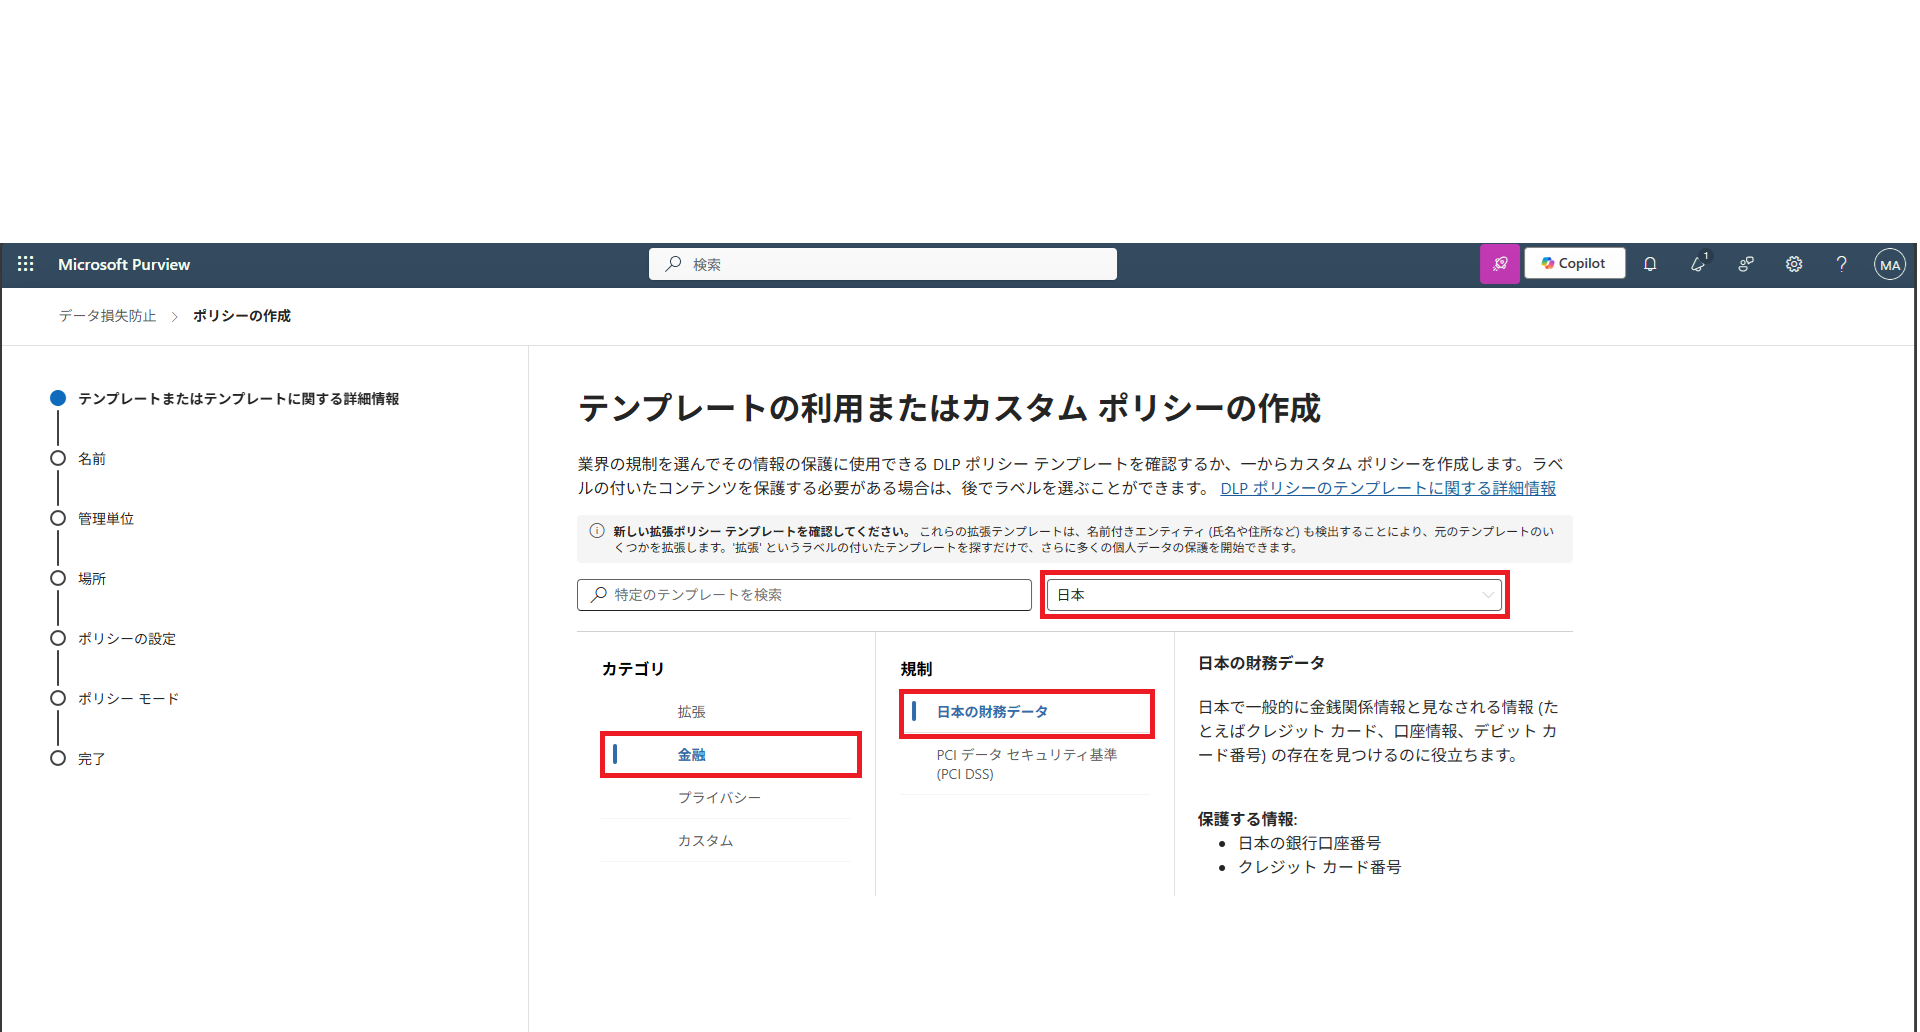 Microsoft Purview
検索
Copilot
1
MA
データ損失防止
ポリシーの作成
テンプレートまたはテンプレートに関する詳細情報
名前
管理単位
場所
ポリシーの設定
ポリシー モード
完了
テンプレートの利用またはカスタム ポリシーの作成
業界の規制を選んでその情報の保護に使用できる DLP ポリシー テンプレートを確認するか、一からカスタム ポリシーを作成します。ラベ
ルの付いたコンテンツを保護する必要がある場合は、後でラベルを選ぶことができます。 DLP ポリシーのテンプレートに関する詳細情報
新しい拡張ポリシー テンプレートを確認してください。 これらの拡張テンプレートは、名前付きエンティティ (氏名や住所など) も検出することにより、元のテンプレートのい
くつかを拡張します。'拡張' というラベルの付いたテンプレートを探すだけで、さらに多くの個人データの保護を開始できます。
特定のテンプレートを検索
日本
カテゴリ
拡張
金融
プライバシー
カスタム
規制
日本の財務データ
PCI データ セキュリティ基準
(PCI DSS)
日本の財務データ
日本で一般的に金銭関係情報と見なされる情報 (た
とえばクレジット カード、口座情報、デビット カ
ード番号) の存在を見つけるのに役立ちます。
保護する情報:
• 日本の銀行口座番号
• クレジット カード番号